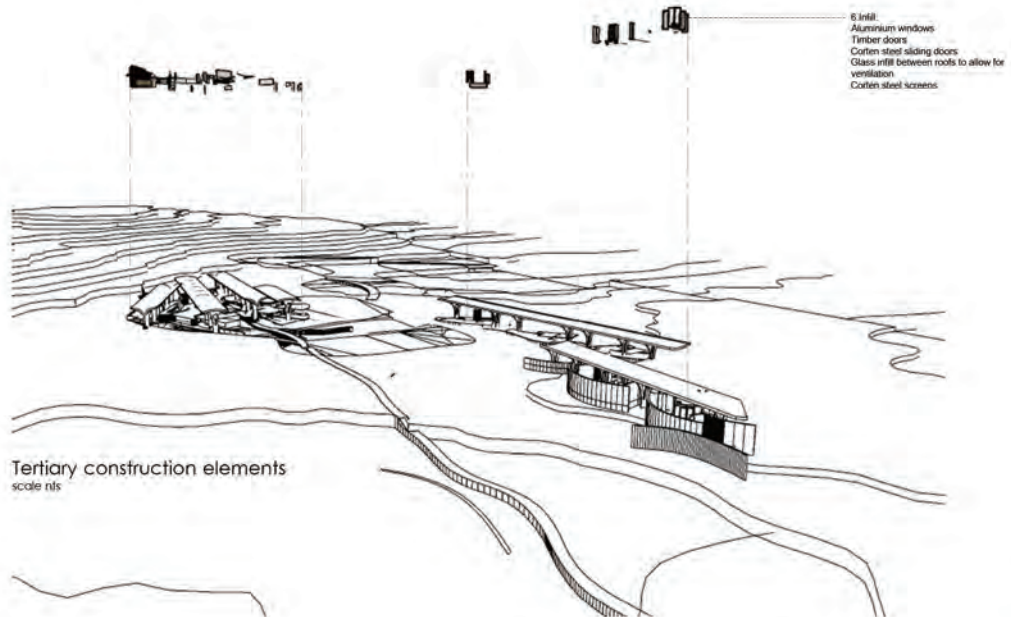 6.Infill:
Aluminium windows
Timber doors
Corten steel sliding doors
Glass infill between roofs to allow for
ventilation
Corten steel screens
Tertiary construction elements
scale nts